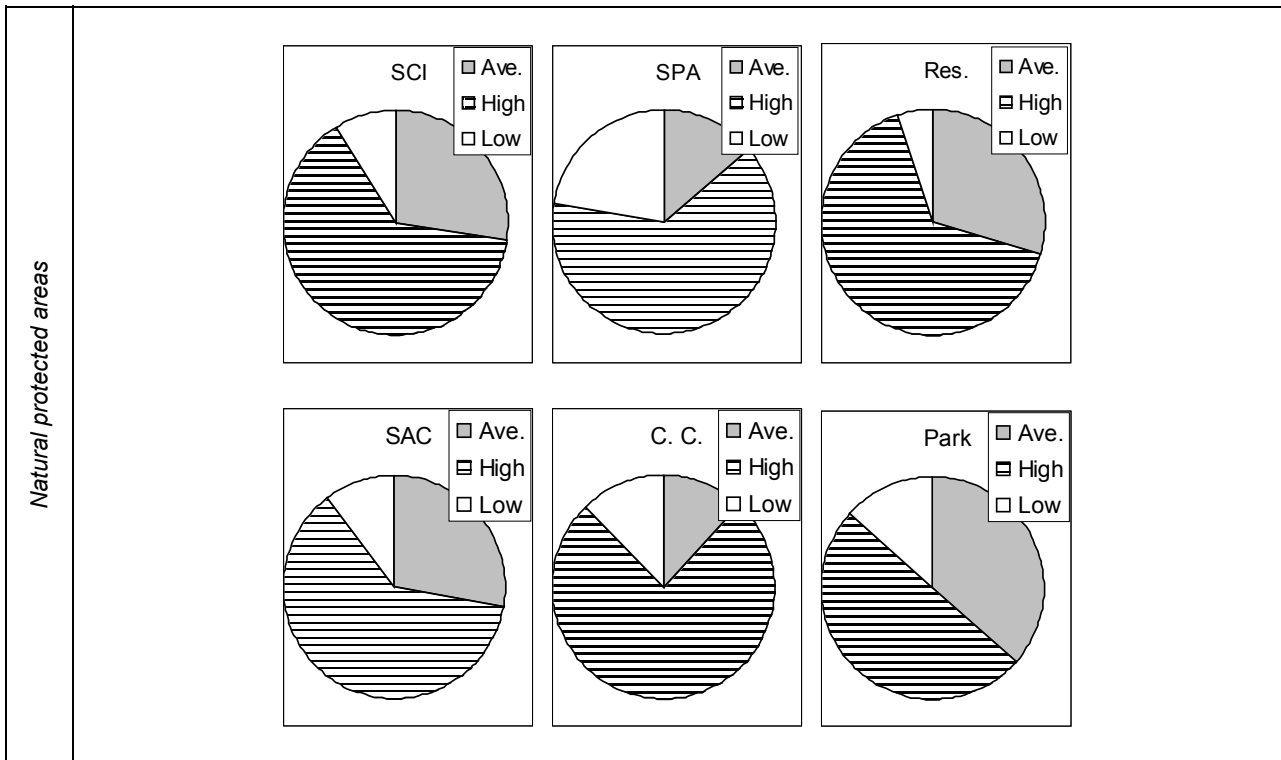 Natural protected areas
SCI
Ave.
High
Low
SPA
Ave.
High
Low
Res.
Ave.
High
Low
SAC
Ave.
High
Low
C. C.
Ave.
High
Low
Park
Ave.
High
Low